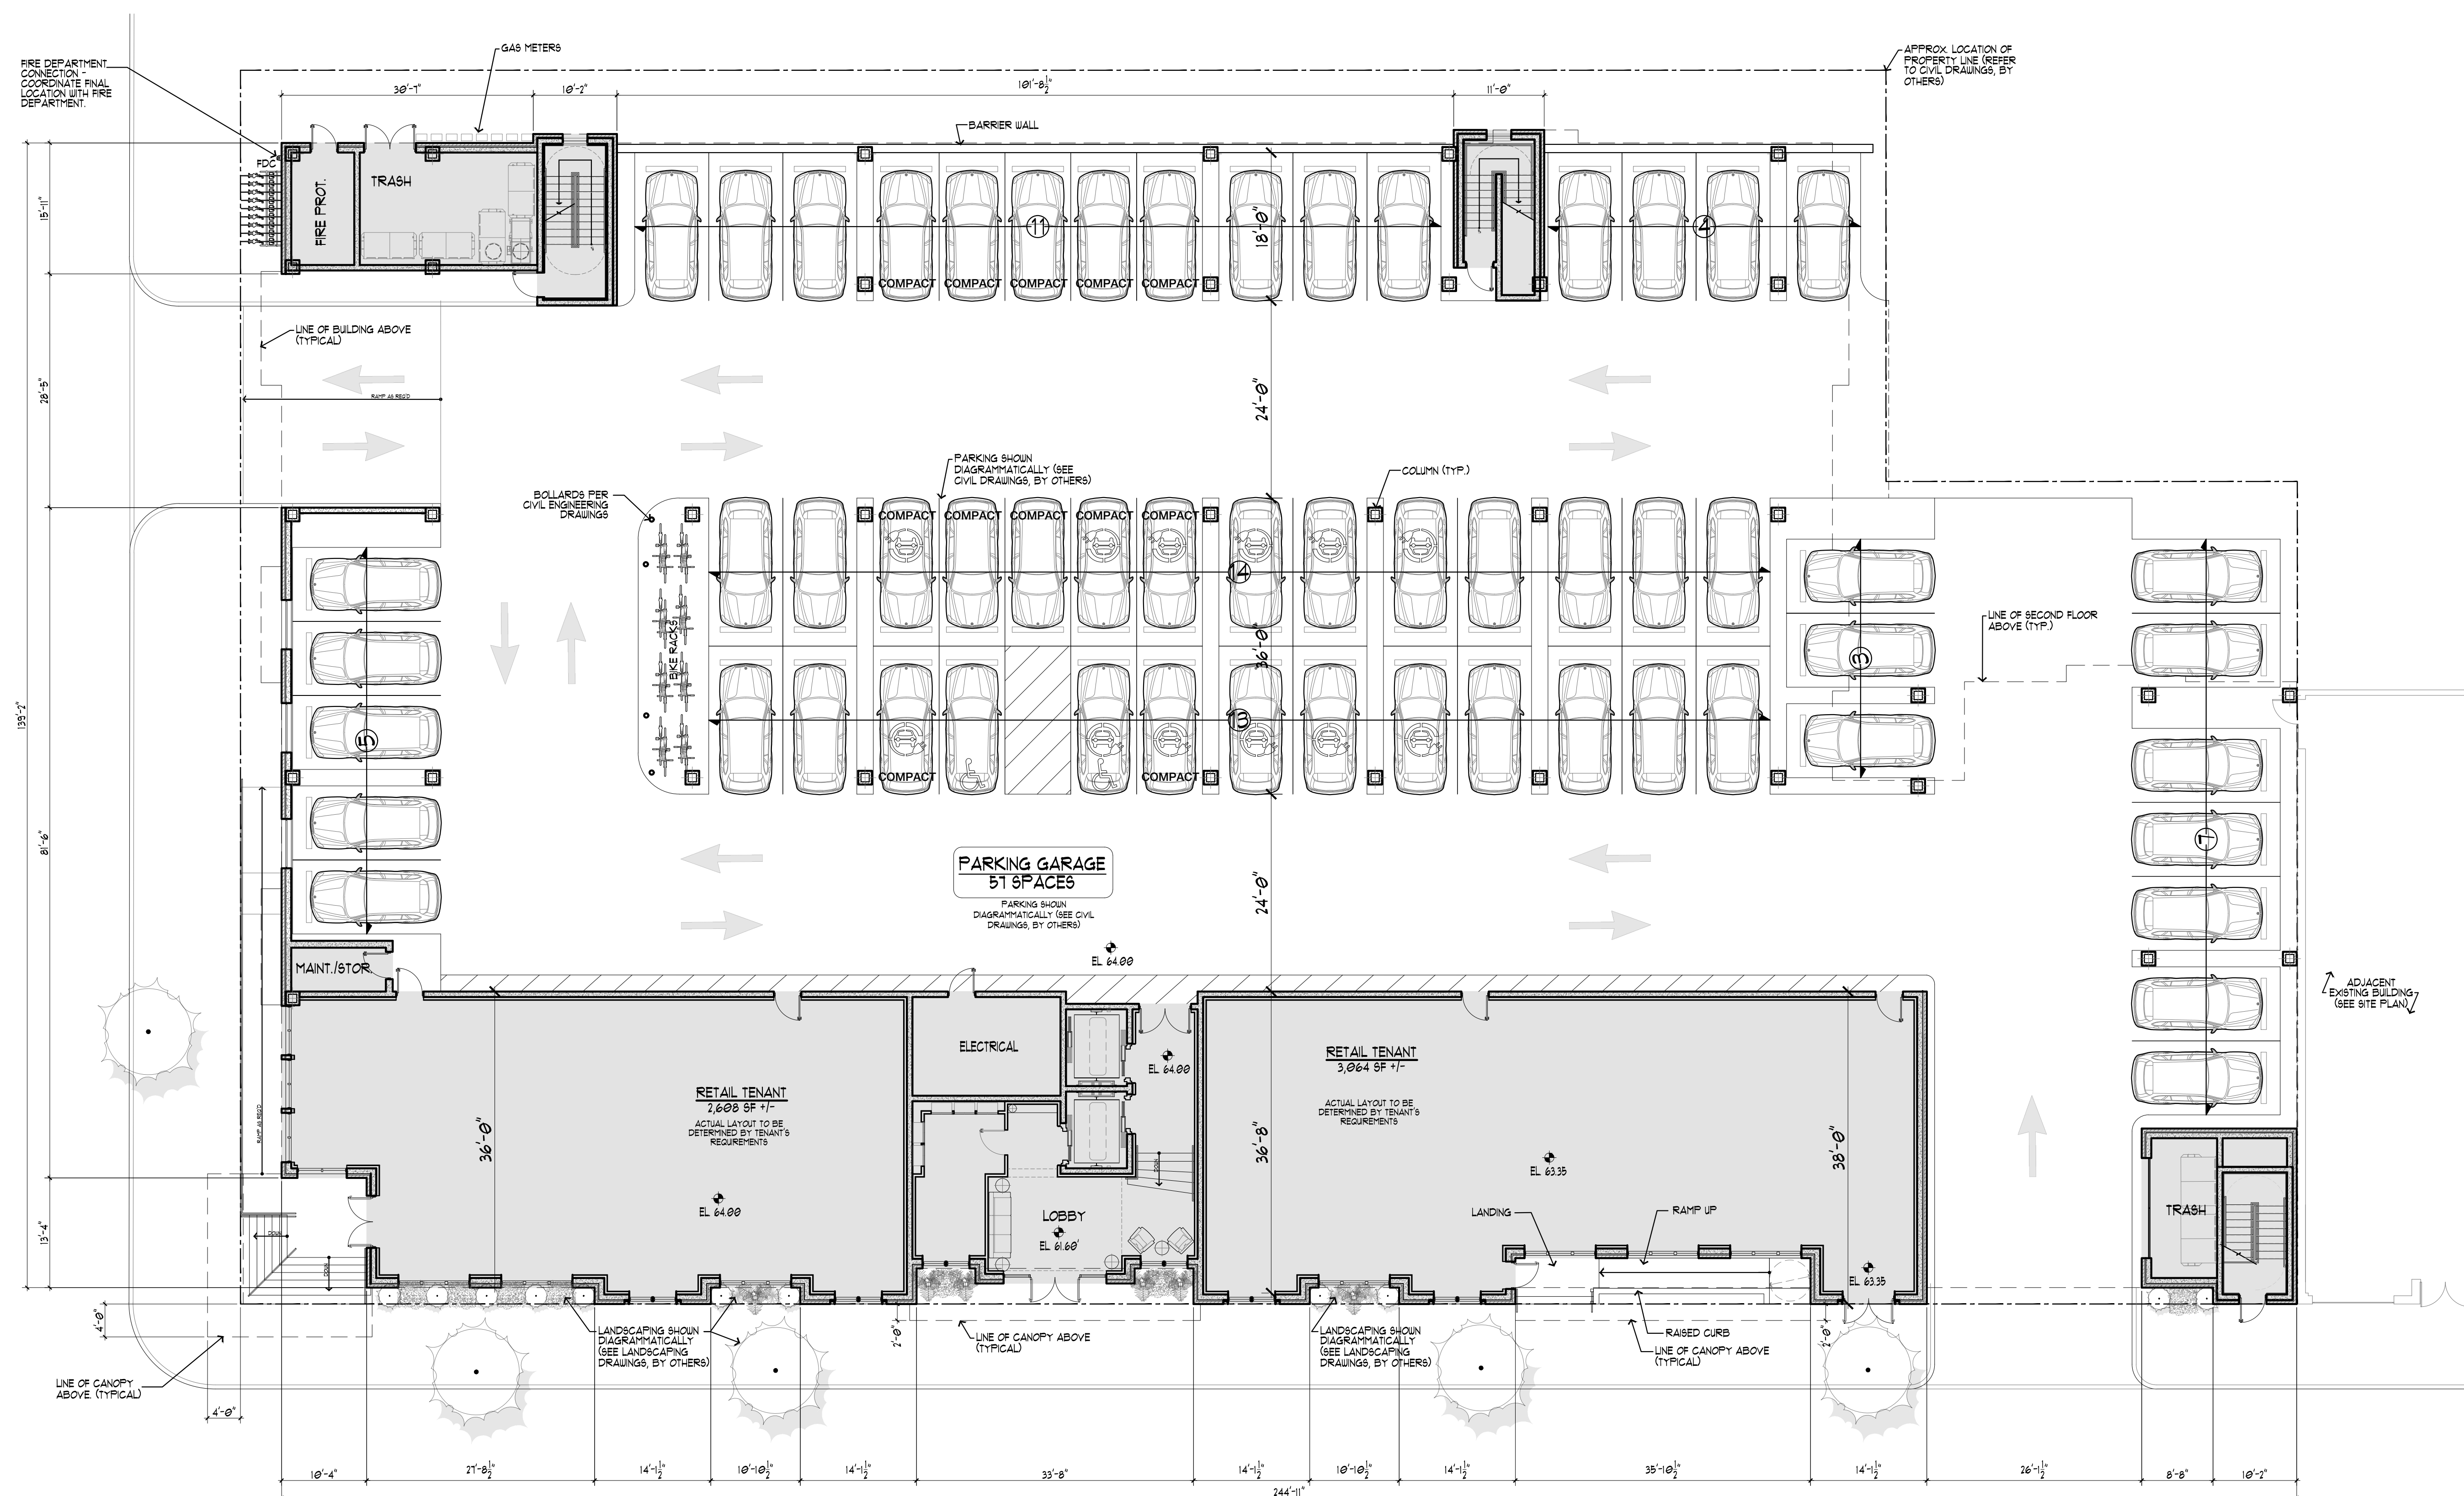 GAS METERS
FIRE DEPARTMENT
CONNECTION -
COORDINATE FINAL
LOCATION WITH FIRE
DEPARTMENT.
APPROX. LOCATION OF
PROPERTY LINE (REFER
TO CIVIL DRAWINGS, BY
OTHERS)
30'-7"
10'-2"
101'-8½"
11'-0"
BARRIER WALL
FDC
FIRE PROT.
TRASH
15'-11"
11
18'-0"
4
COMPACT COMPACT COMPACT COMPACT COMPACT
LINE OF BUILDING ABOVE
(TYPICAL)
28'-5"
RAMP AS REQ'D
24'-0"
PARKING SHOWN
DIAGRAMMATICALLY (SEE
CIVIL DRAWINGS, BY OTHERS)
COLUMN (TYP.)
BOLLARDS PER
CIVIL ENGINEERING
DRAWINGS
COMPACT COMPACT COMPACT COMPACT COMPACT
14
BIKE RACKS
36'-0"
LINE OF SECOND FLOOR
ABOVE (TYP.)
3
139'-2"
5
13
COMPACT
COMPACT
7
81'-6"
PARKING GARAGE
57 SPACES
PARKING SHOWN
DIAGRAMMATICALLY (SEE CIVIL
DRAWINGS, BY OTHERS)
24'-0"
EL 64.00
MAINT./STOR.
ADJACENT
EXISTING BUILDING
(SEE SITE PLAN)
ELECTRICAL
EL 64.00
RETAIL TENANT
3,064 SF +/-
ACTUAL LAYOUT TO BE
DETERMINED BY TENANT'S
REQUIREMENTS
RETAIL TENANT
2,608 SF +/-
ACTUAL LAYOUT TO BE
DETERMINED BY TENANT'S
REQUIREMENTS
RAMP AS REQ'D
36'-0"
36'-8"
38'-0"
DOWN
EL 63.35
EL 64.00
LOBBY
EL 61.60'
LANDING
RAMP UP
TRASH
13'-4"
DOWN
DOWN
EL 63.35
4'-0"
LANDSCAPING SHOWN
DIAGRAMMATICALLY
(SEE LANDSCAPING
DRAWINGS, BY OTHERS)
2'-0"
LINE OF CANOPY ABOVE
(TYPICAL)
LANDSCAPING SHOWN
DIAGRAMMATICALLY
(SEE LANDSCAPING
DRAWINGS, BY OTHERS)
RAISED CURB
LINE OF CANOPY ABOVE
(TYPICAL)
2'-0"
LINE OF CANOPY
ABOVE. (TYPICAL)
4'-0"
10'-4"
27'-8½"
14'-1½"
10'-10½"
14'-1½"
33'-8"
14'-1½"
10'-10½"
14'-1½"
35'-10½"
14'-1½"
26'-1½"
8'-8"
10'-2"
244'-11"